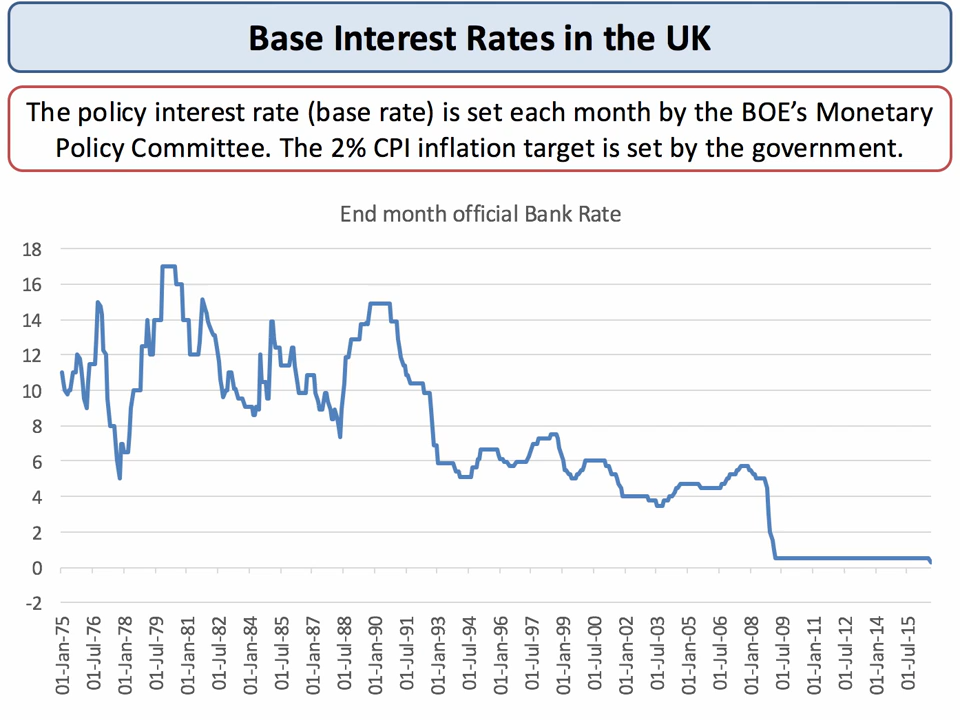 Base Interest Rates in the UK
The policy interest rate (base rate) is set each month by the BOE’s Monetary
Policy Committee. The 2% CPI inflation target is set by the government.
End month official Bank Rate
18
16
14
12
10
8
6
4
2
0
-2
01-Jan-75
01-Jul-76
01-Jan-78
01-Jul-79
01-Jan-81
01-Jul-82
01-Jan-84
01-Jul-85
01-Jan-87
01-Jul-88
01-Jan-90
01-Jul-91
01-Jan-93
01-Jul-94
01-Jan-96
01-Jul-97
01-Jan-99
01-Jul-00
01-Jan-02
01-Jul-03
01-Jan-05
01-Jul-06
01-Jan-08
01-Jul-09
01-Jan-11
01-Jul-12
01-Jan-14
01-Jul-15